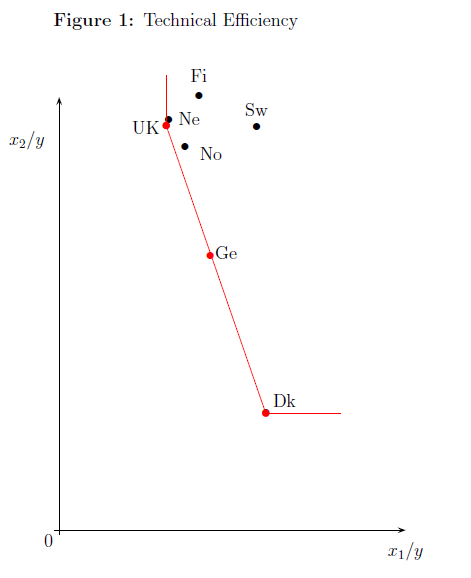 Figure 1: Technical Efficiency
Fi
Sw
Ne
UK
x₂/y
No
Ge
Dk
0
x₁/y